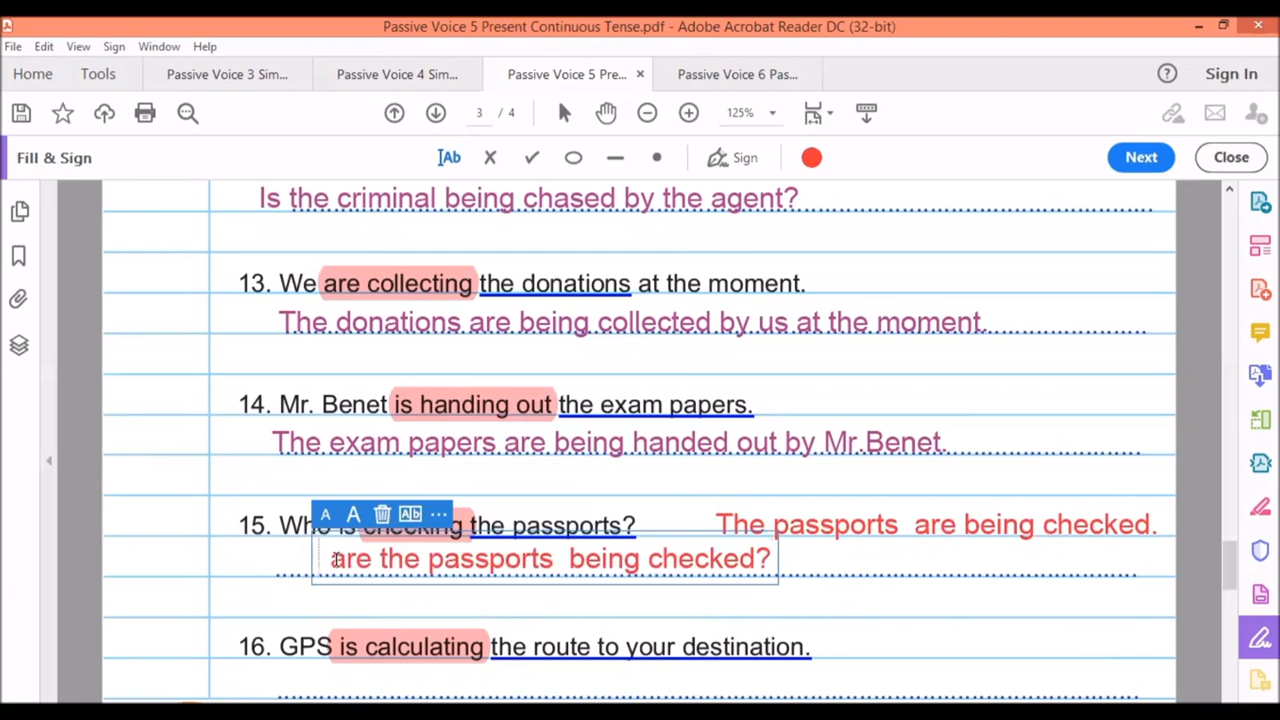 Passive Voice 5 Present Continuous Tense.pdf - Adobe Acrobat Reader DC (32-bit)
File Edit View Sign Window Help
Home Tools Passive Voice 3 Sim... Passive Voice 4 Sim... Passive Voice 5 Pre... × Passive Voice 6 Pas... Sign In
3 / 4 125%
Fill & Sign Ab Sign Next Close
Is the criminal being chased by the agent?
13. We are collecting the donations at the moment.
The donations are being collected by us at the moment.
14. Mr. Benet is handing out the exam papers.
The exam papers are being handed out by Mr.Benet.
A A Ab ...
15. Who is checking the passports? The passports are being checked.
are the passports being checked?
16. GPS is calculating the route to your destination.